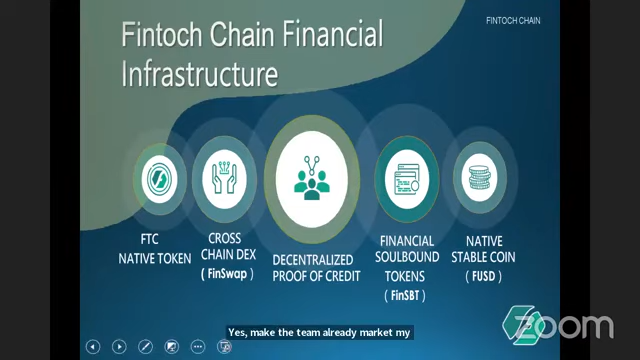 FINTOCH CHAIN
Fintoch Chain Financial
Infrastructure
FTC
NATIVE TOKEN
CROSS
CHAIN DEX
( FinSwap )
DECENTRALIZED
PROOF OF CREDIT
FINANCIAL
SOULBOUND
TOKENS
( FinSBT )
NATIVE
STABLE COIN
( FUSD )
zoom
Yes, make the team already market my